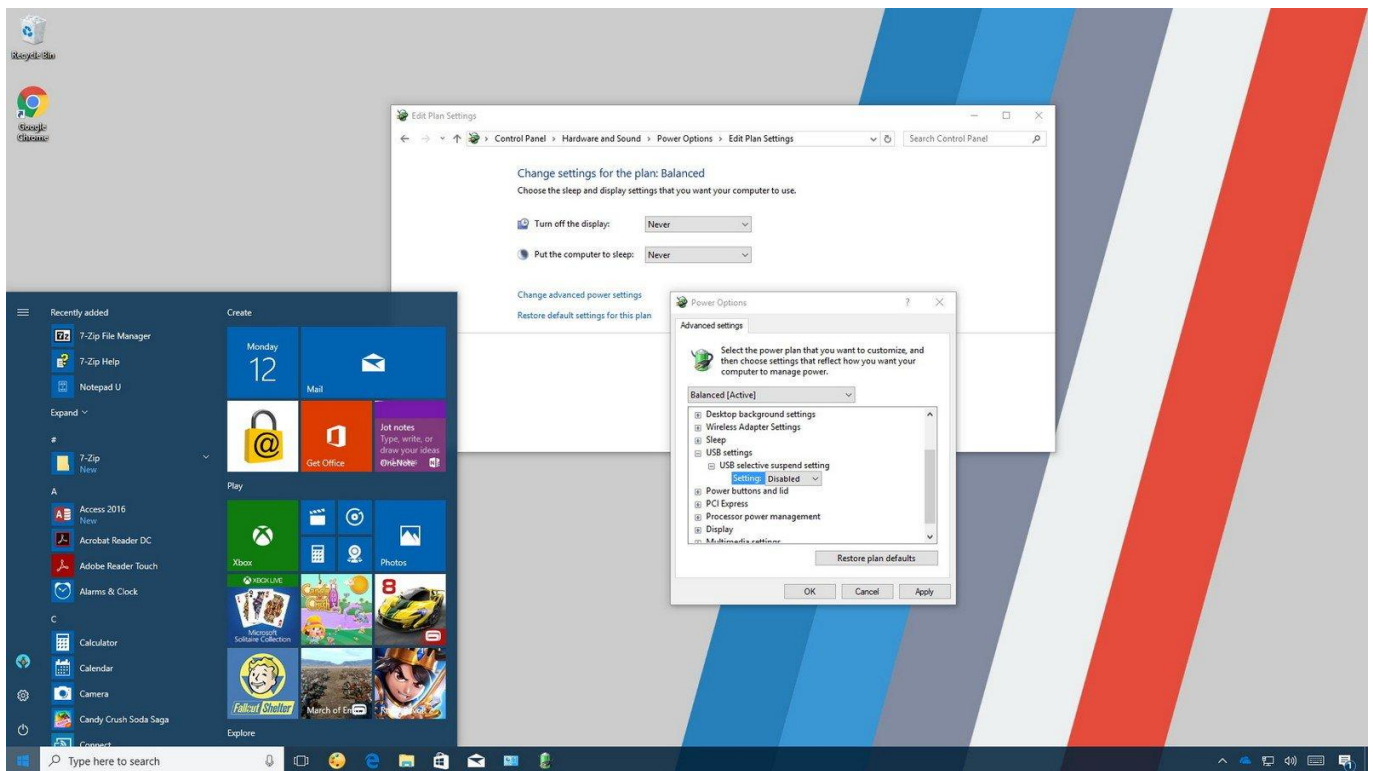 Recycle Bin
Google
Chrome
Edit Plan Settings
Control Panel > Hardware and Sound > Power Options > Edit Plan Settings
Search Control Panel
Change settings for the plan: Balanced
Choose the sleep and display settings that you want your computer to use.
Turn off the display: Never
Put the computer to sleep: Never
Change advanced power settings
Restore default settings for this plan
Power Options
?
Advanced settings
Select the power plan that you want to customize, and
then choose settings that reflect how you want your
computer to manage power.
Balanced [Active]
Desktop background settings
Wireless Adapter Settings
Sleep
USB settings
USB selective suspend setting
Setting: Disabled
Power buttons and lid
PCI Express
Processor power management
Display
Multimedia settings
Restore plan defaults
OK
Cancel
Apply
Recently added
7-Zip File Manager
7-Zip Help
Notepad U
Expand
#
7-Zip
New
A
Access 2016
New
Acrobat Reader DC
Adobe Reader Touch
Alarms & Clock
C
Calculator
Calendar
Camera
Candy Crush Soda Saga
Connect
Create
Monday
12
Mail
Get Office
Jot notes
Type, write, or
draw your ideas
OneNote
Play
Xbox
Photos
XBOX LIVE
Microsoft
Solitaire Collection
8
Fallout Shelter
March of
Explore
Type here to search
1